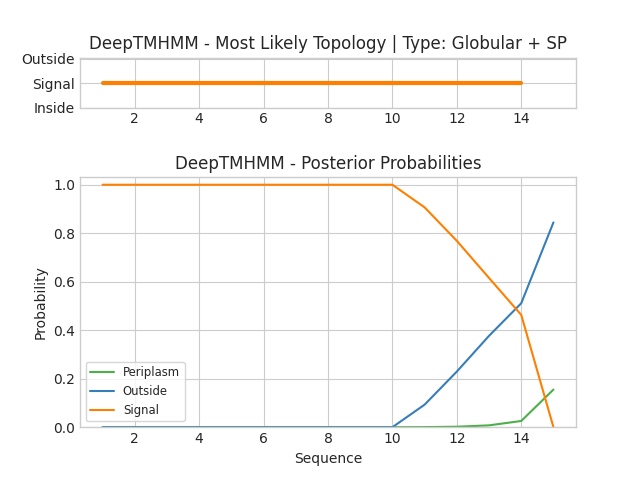 DeepTMHMM - Most Likely Topology | Type: Globular + SP
Outside
Signal
Inside
2 4 6 8 10 12 14
DeepTMHMM - Posterior Probabilities
1.0
0.8
0.6
0.4
0.2
0.0
Probability
Periplasm
Outside
Signal
2 4 6 8 10 12 14
Sequence